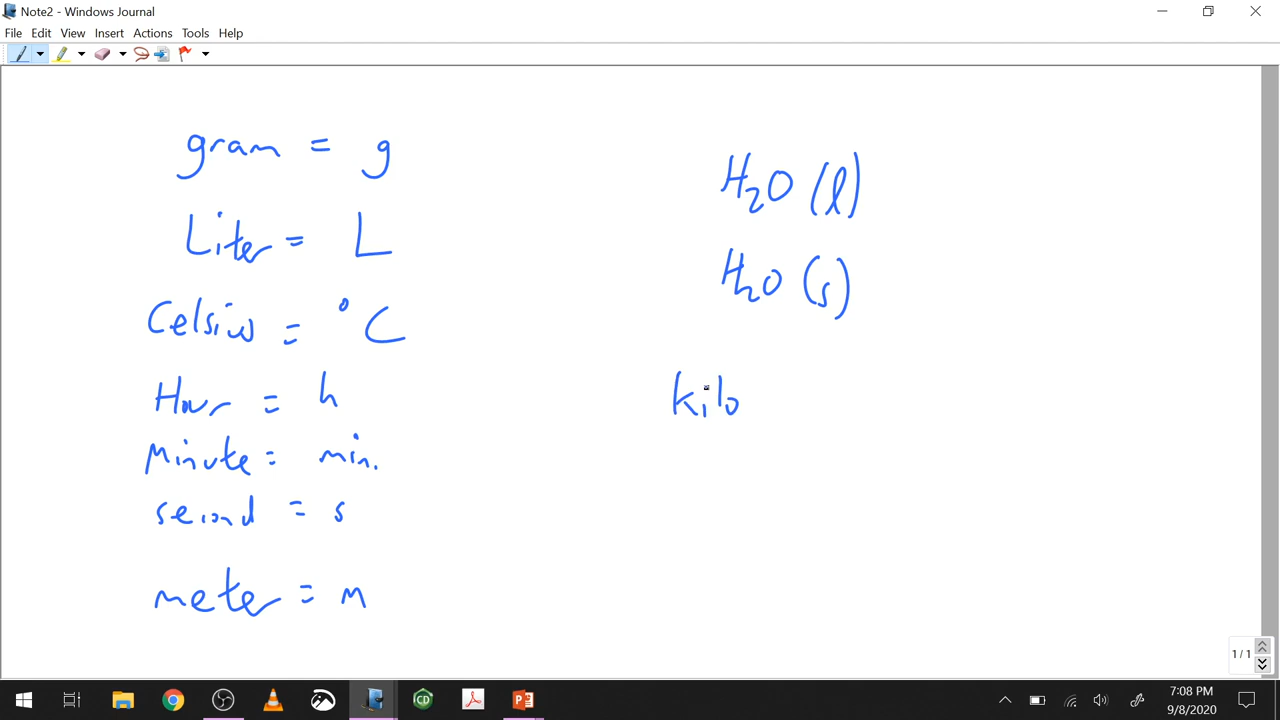 Note2 - Windows Journal
File Edit View Insert Actions Tools Help
gram = g
Liter = L
Celsius = °C
Hour = h
Minute = min.
second = s
meter = m
H₂O (l)
H₂O (s)
kilo
1 / 1
CD
P
7:08 PM
9/8/2020